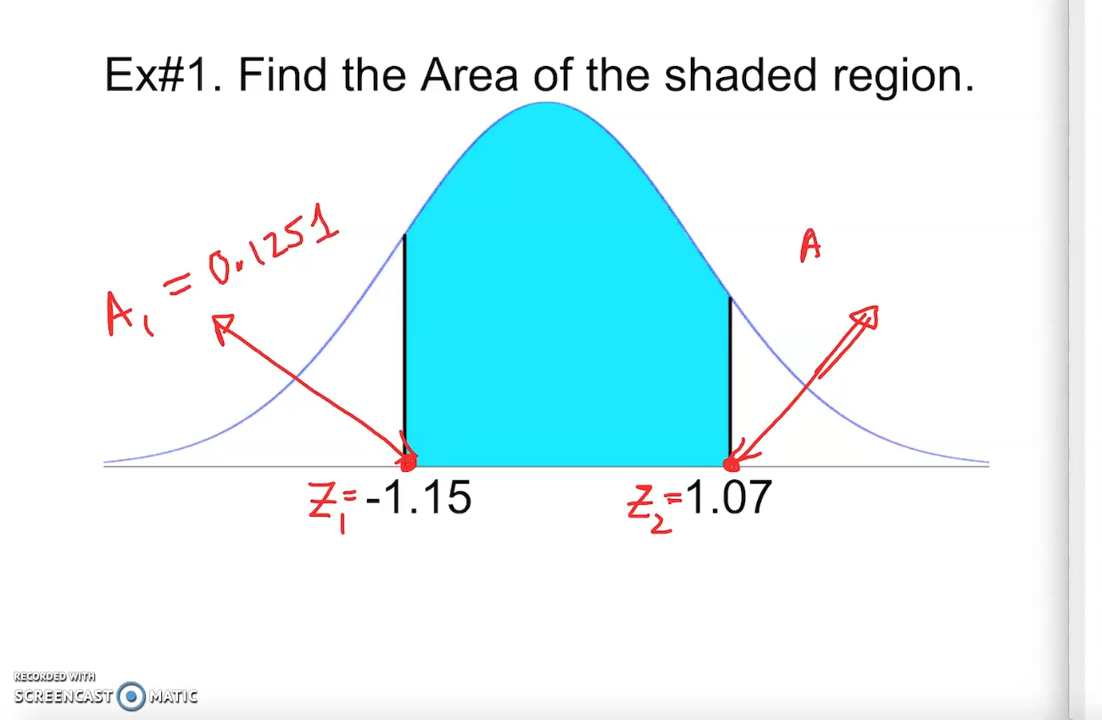 Ex#1. Find the Area of the shaded region.
A₁ = 0.1251
A
Z₁= -1.15
Z₂= 1.07
RECORDED WITH
SCREENCAST MATIC